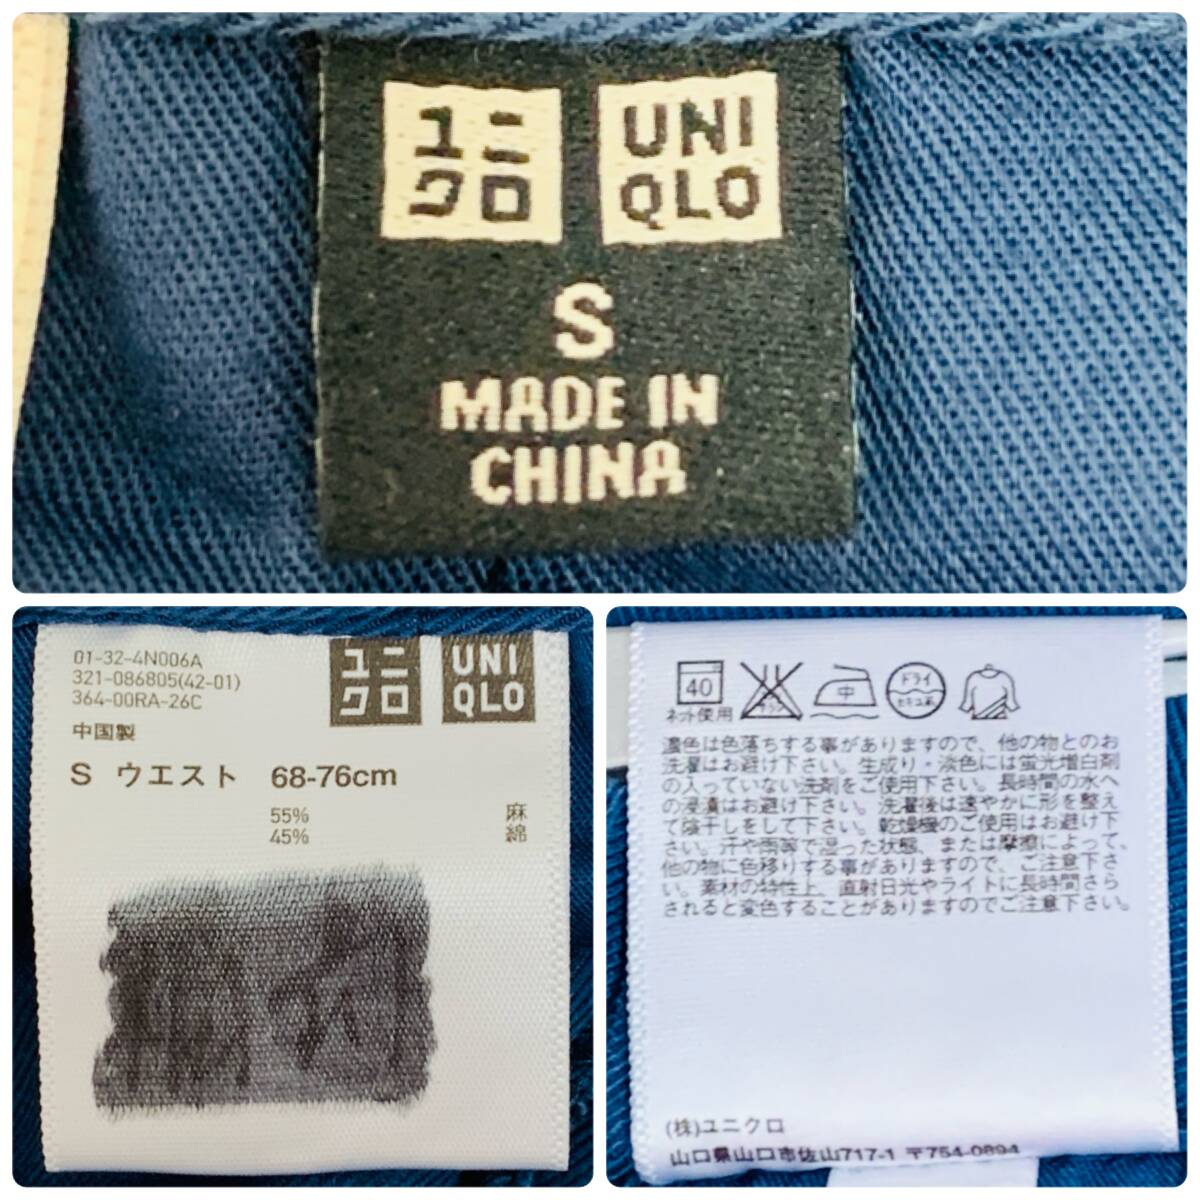 ユニ
クロ
UNI
QLO
S
MADE IN
CHINA
01-32-4N006A
321-086805(42-01)
364-00RA-26C
ユニ
クロ
UNI
QLO
中国製
S ウエスト 68-76cm
55% 麻
45% 綿
40
ネット使用
中
ドライ
セキユ系
濃色は色落ちする事がありますので、他の物とのお
洗濯はお避け下さい。生成り・淡色には蛍光増白剤
の入っていない洗剤をご使用下さい。長時間の水へ
の浸漬はお避け下さい。洗濯後は速やかに形を整え
て陰干しをして下さい。乾燥機のご使用はお避け下
さい。汗や雨等で湿った状態、または摩擦によって、
他の物に色移りする事がありますので、ご注意下さ
い。素材の特性上、直射日光やライトに長時間さら
されると変色することがありますのでご注意下さい。
(株)ユニクロ
山口県山口市佐山717-1 〒754-0894